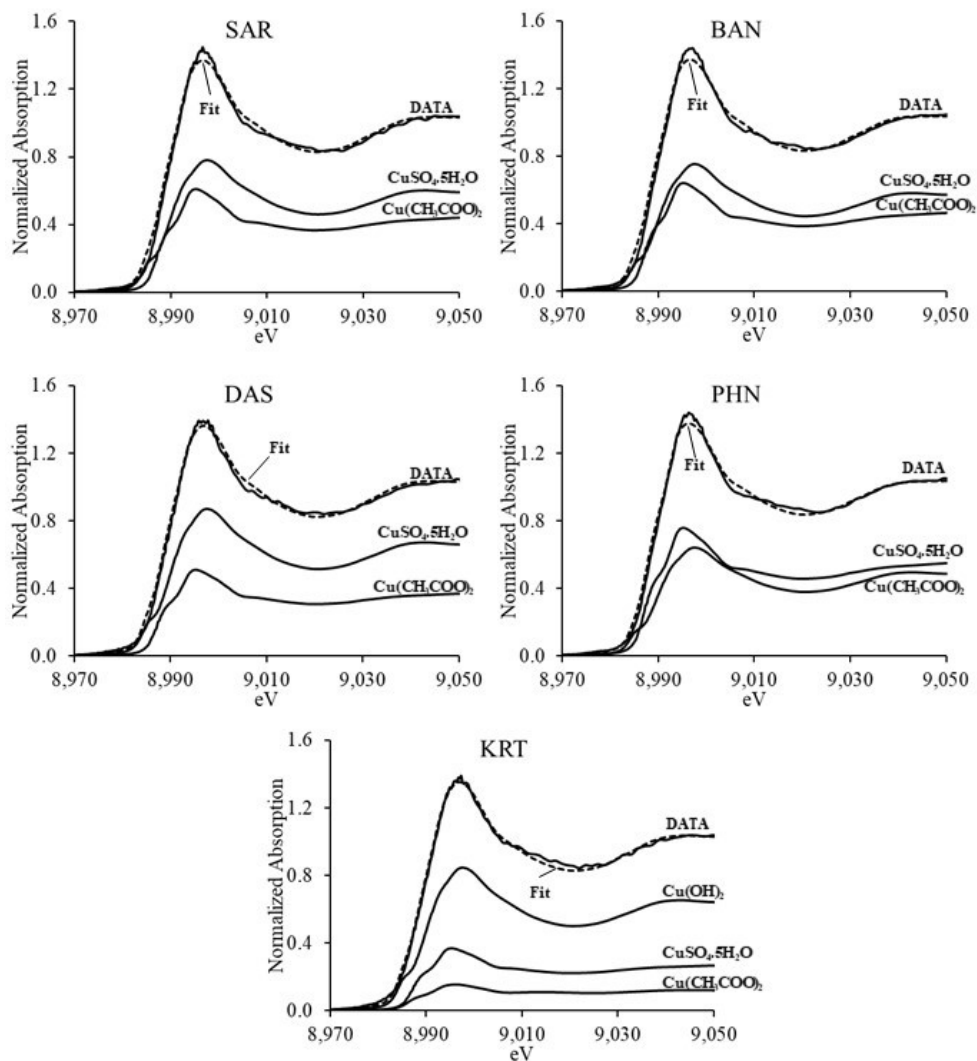 SAR
Normalized Absorption
1.6
1.2
0.8
0.4
0.0
Fit
DATA
CuSO₄.5H₂O
Cu(CH₃COO)₂
8,970 8,990 9,010 9,030 9,050
eV
BAN
Normalized Absorption
1.6
1.2
0.8
0.4
0.0
Fit
DATA
CuSO₄.5H₂O
Cu(CH₃COO)₂
8,970 8,990 9,010 9,030 9,050
eV
DAS
Normalized Absorption
1.6
1.2
0.8
0.4
0.0
Fit
DATA
CuSO₄.5H₂O
Cu(CH₃COO)₂
8,970 8,990 9,010 9,030 9,050
eV
PHN
Normalized Absorption
1.6
1.2
0.8
0.4
0.0
Fit
DATA
CuSO₄.5H₂O
Cu(CH₃COO)₂
8,970 8,990 9,010 9,030 9,050
eV
KRT
Normalized Absorption
1.6
1.2
0.8
0.4
0.0
DATA
Fit
Cu(OH)₂
CuSO₄.5H₂O
Cu(CH₃COO)₂
8,970 8,990 9,010 9,030 9,050
eV